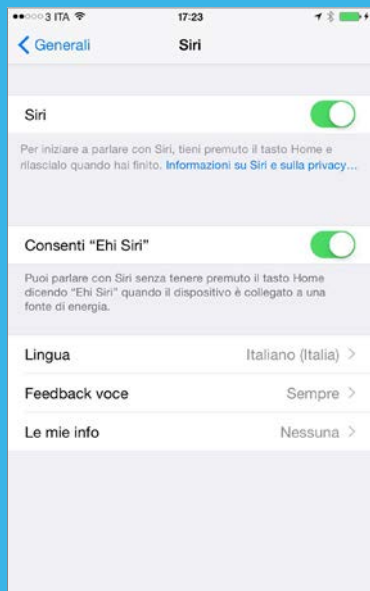 3 ITA 17:23
Generali Siri
Siri
Per iniziare a parlare con Siri, tieni premuto il tasto Home e
rilascialo quando hai finito. Informazioni su Siri e sulla privacy...
Consenti “Ehi Siri”
Puoi parlare con Siri senza tenere premuto il tasto Home
dicendo “Ehi Siri” quando il dispositivo è collegato a una
fonte di energia.
Lingua Italiano (Italia)
Feedback voce Sempre
Le mie info Nessuna